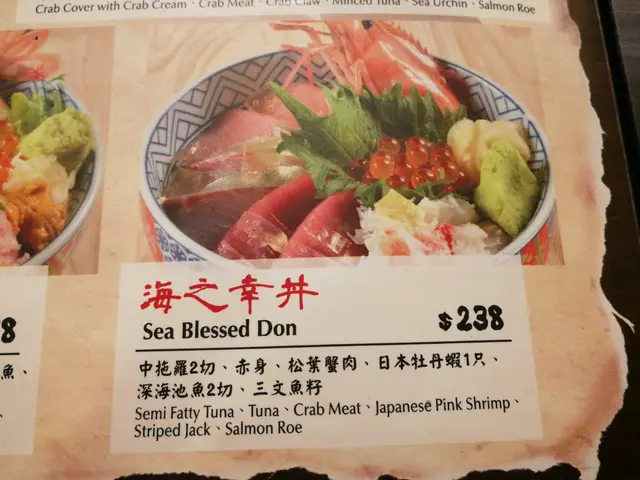 Crab Cover with Crab Cream、Crab Meat、Crab Claw、Minced Tuna、Sea Urchin、Salmon Roe
海之幸丼
Sea Blessed Don
$238
中拖羅2切、赤身、松葉蟹肉、日本牡丹蝦1只、
深海池魚2切、三文魚籽
Semi Fatty Tuna、Tuna、Crab Meat、Japanese Pink Shrimp、
Striped Jack、Salmon Roe
8
魚、